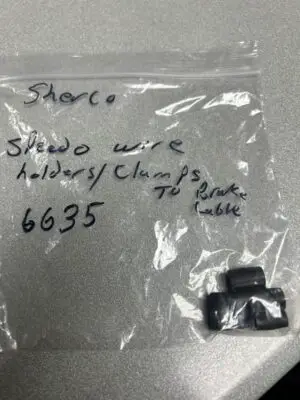 Sherco
Speedo wire
holders/Clamps
To Brake
Cable
6635